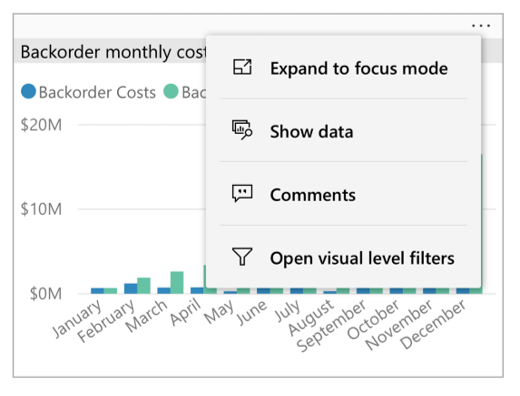 ...
Backorder monthly cost
Backorder Costs
Expand to focus mode
$20M
Show data
$10M
Comments
Open visual level filters
$0M
January
February
March
April
May
June
July
August
September
October
November
December